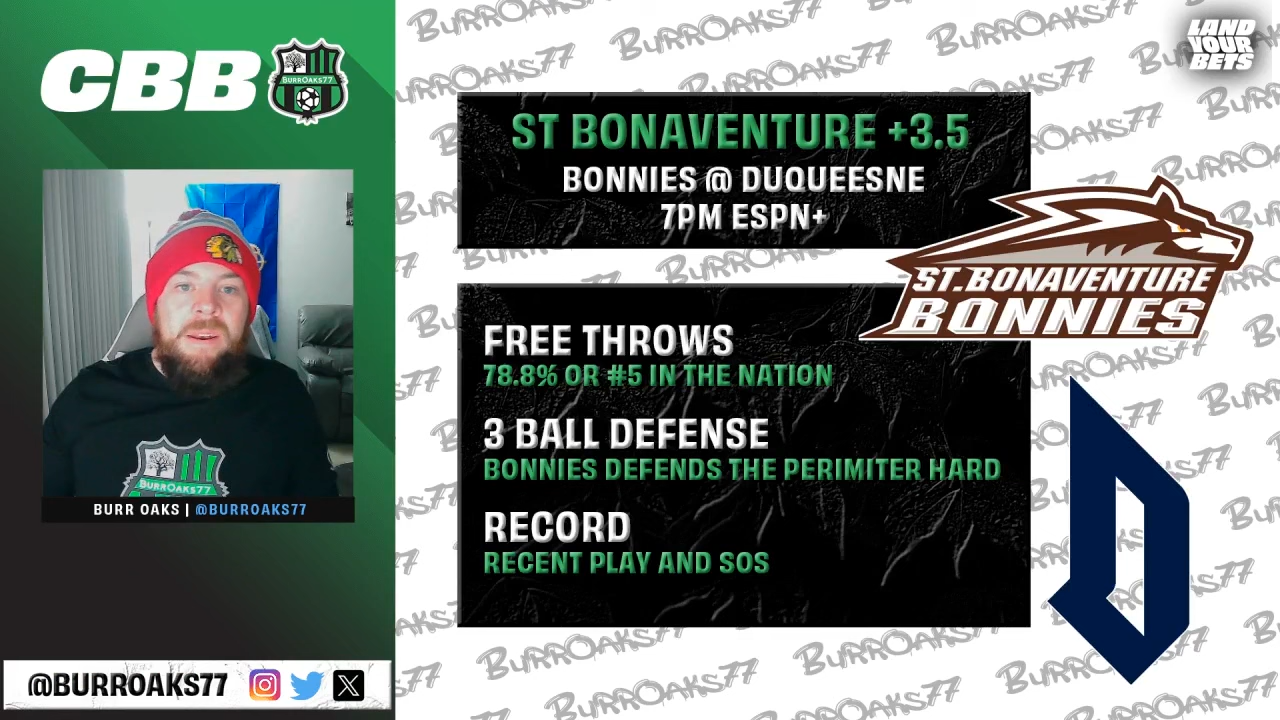 CBB
BURROAKS77
LAND
YOUR
BETS
ST BONAVENTURE +3.5
BONNIES @ DUQUEESNE
7PM ESPN+
ST. BONAVENTURE
BONNIES
FREE THROWS
78.8% OR #5 IN THE NATION
3 BALL DEFENSE
BONNIES DEFENDS THE PERIMITER HARD
RECORD
RECENT PLAY AND SOS
BURROAKS77
BURR OAKS | @BURROAKS77
@BURROAKS77
BURROAKS77